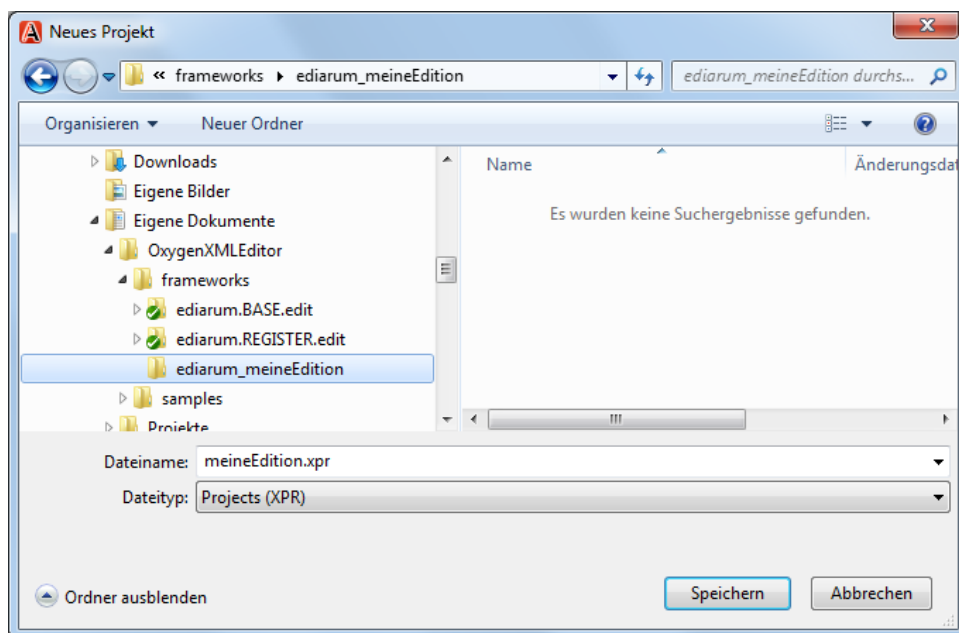 Neues Projekt
« frameworks ▸ ediarum_meineEdition
ediarum_meineEdition durchs...
Organisieren
Neuer Ordner
Downloads
Eigene Bilder
Eigene Dokumente
OxygenXMLEditor
frameworks
ediarum.BASE.edit
ediarum.REGISTER.edit
ediarum_meineEdition
samples
Projekte
Name
Änderungsdat
Es wurden keine Suchergebnisse gefunden.
Dateiname: meineEdition.xpr
Dateityp: Projects (XPR)
Ordner ausblenden
Speichern
Abbrechen